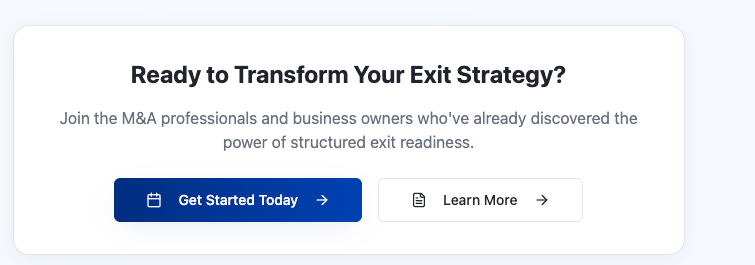 Ready to Transform Your Exit Strategy?
Join the M&A professionals and business owners who've already discovered the
power of structured exit readiness.
Get Started Today
Learn More